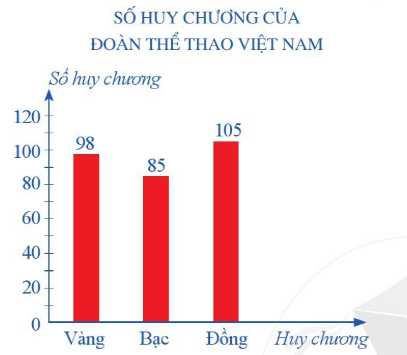 SỐ HUY CHƯƠNG CỦA
ĐOÀN THỂ THAO VIỆT NAM
Số huy chương
120
100
80
60
40
20
0
98
85
105
Vàng
Bạc
Đồng
Huy chương